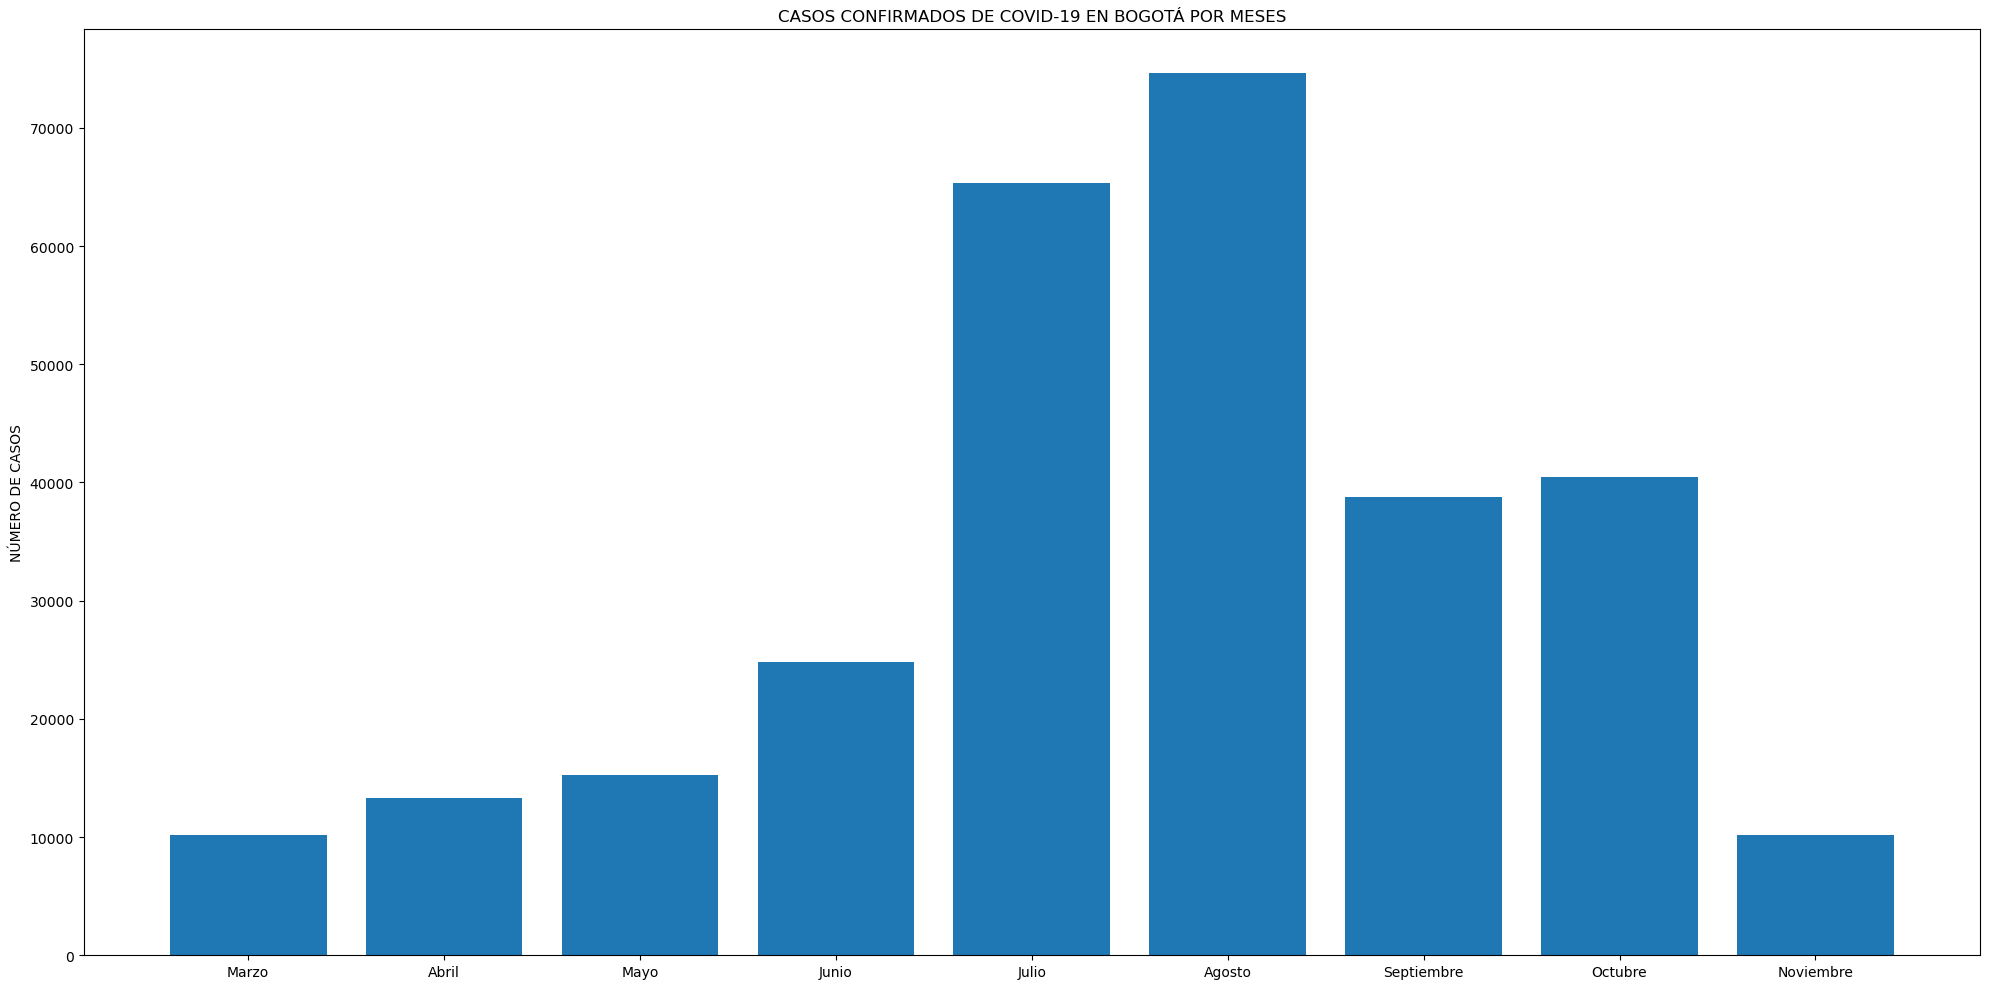 CASOS CONFIRMADOS DE COVID-19 EN BOGOTÁ POR MESES
NÚMERO DE CASOS
70000
60000
50000
40000
30000
20000
10000
0
Marzo Abril Mayo Junio Julio Agosto Septiembre Octubre Noviembre